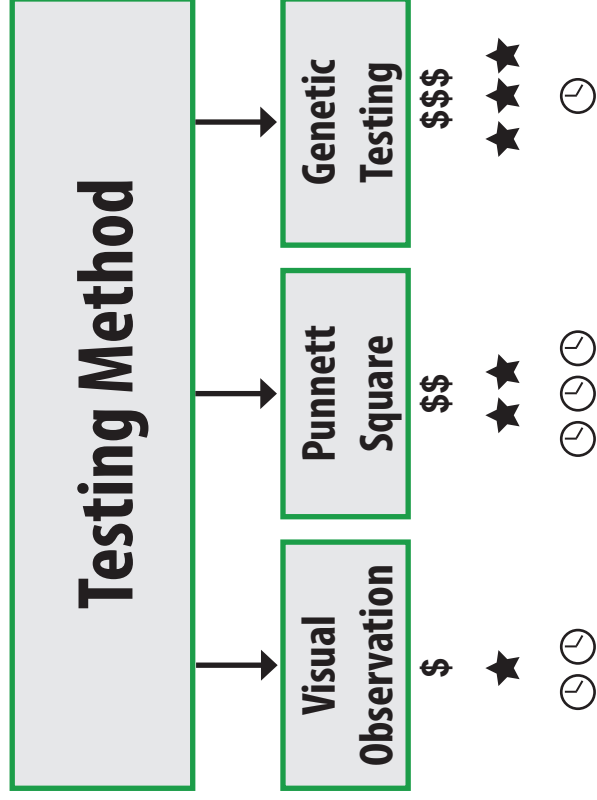 Testing Method
Visual
Observation
$
Punnett
Square
$$
Genetic
Testing
$$$